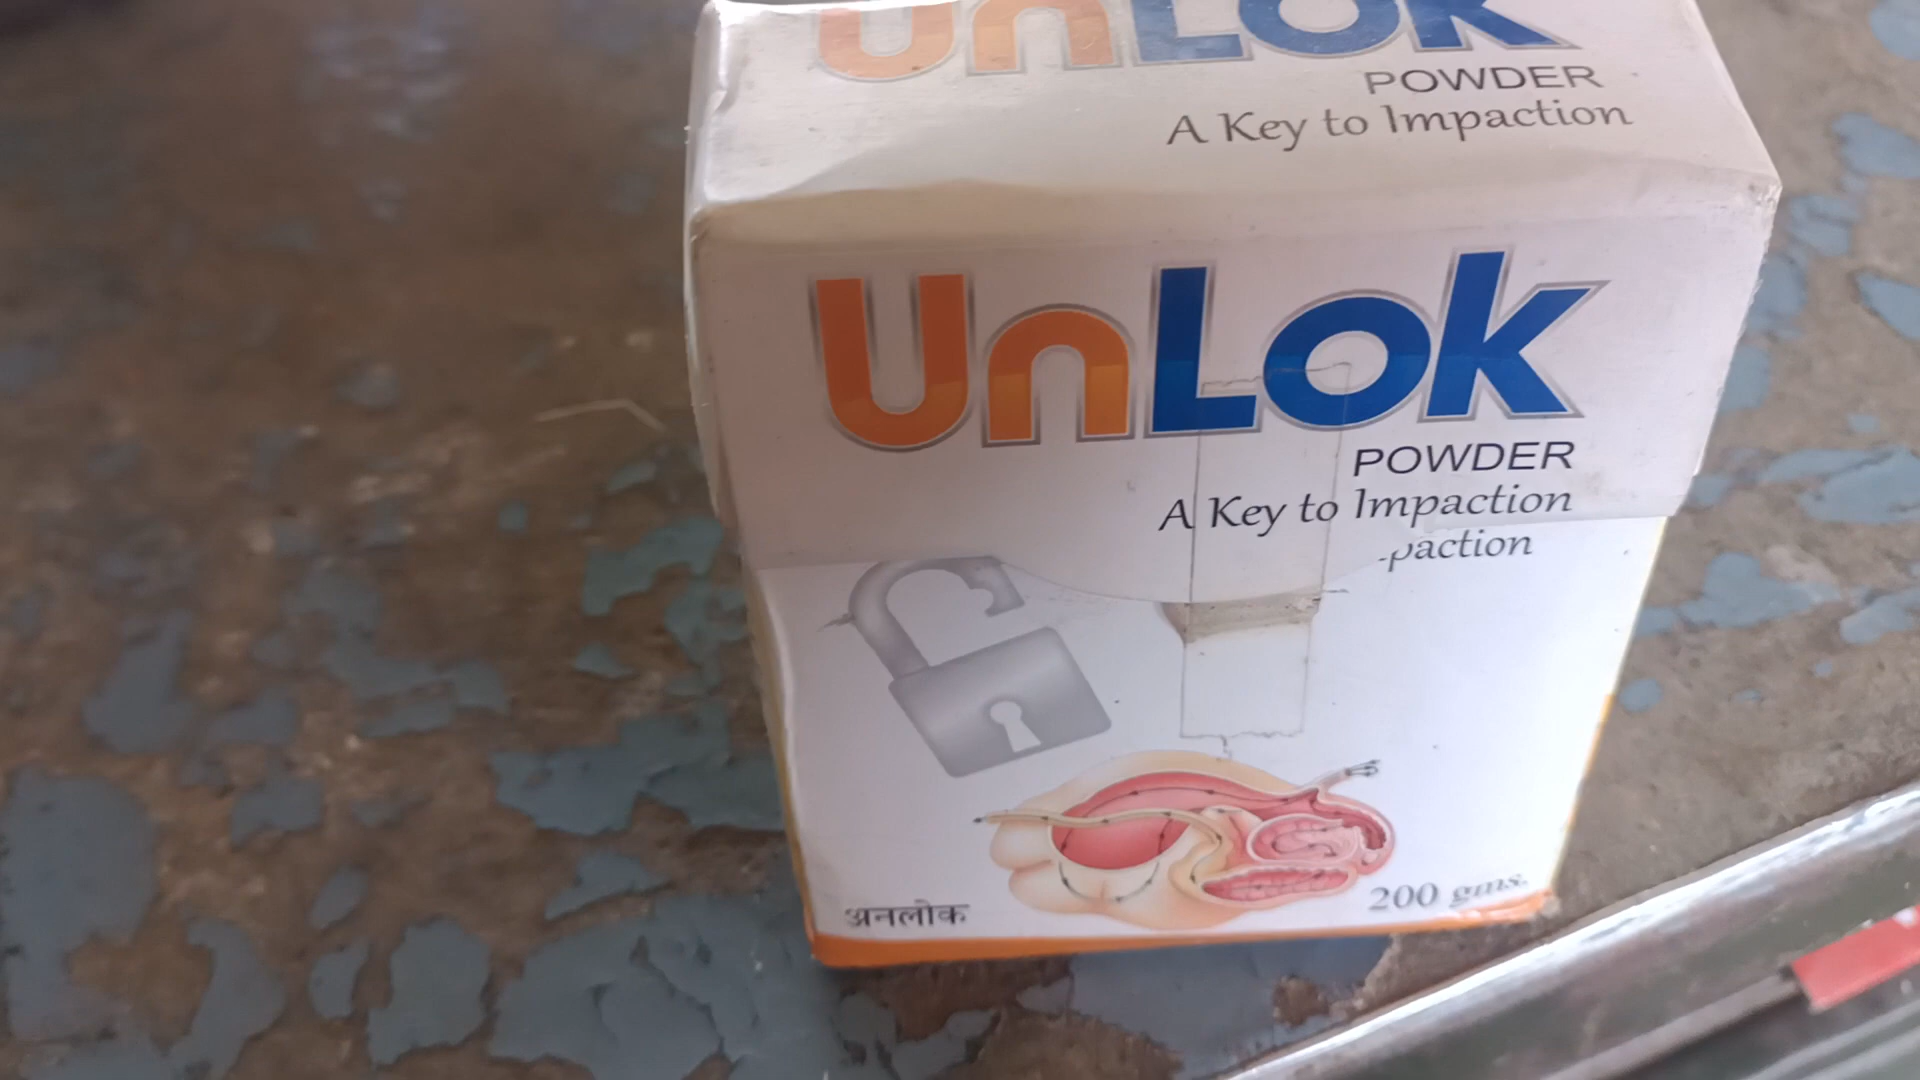 UnLok
POWDER
A Key to Impaction
UnLok
POWDER
A Key to Impaction
paction
अनलोक
200 gms.